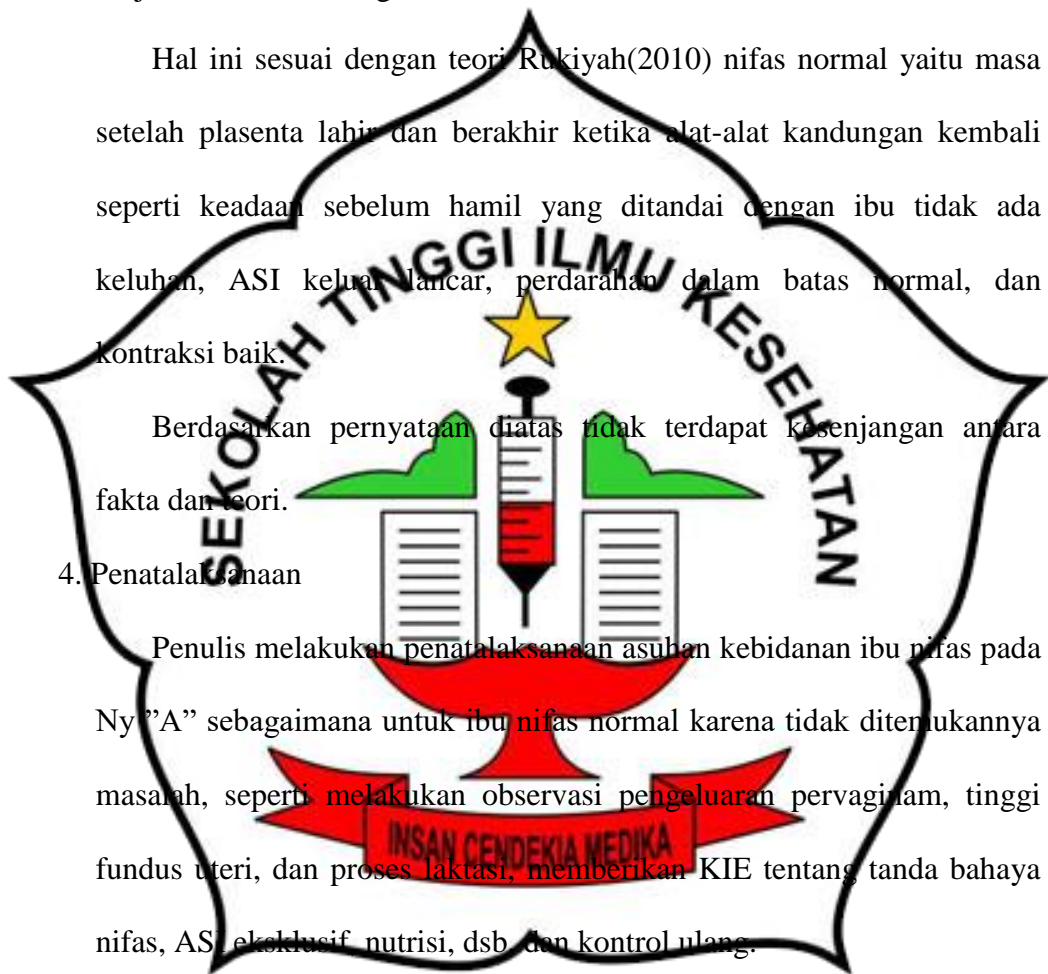 Hal ini sesuai dengan teori Rukiyah(2010) nifas normal yaitu masa
setelah plasenta lahir dan berakhir ketika alat-alat kandungan kembali
seperti keadaan sebelum hamil yang ditandai dengan ibu tidak ada
keluhan, ASI keluar lancar, perdarahan dalam batas normal, dan
kontraksi baik.
Berdasarkan pernyataan diatas tidak terdapat kesenjangan antara
fakta dan teori.
4. Penatalaksanaan
Penulis melakukan penatalaksanaan asuhan kebidanan ibu nifas pada
Ny ”A” sebagaimana untuk ibu nifas normal karena tidak ditemukannya
masalah, seperti melakukan observasi pengeluaran pervaginam, tinggi
fundus uteri, dan proses laktasi, memberikan KIE tentang tanda bahaya
nifas, ASI eksklusif, nutrisi, dsb. dan kontrol ulang.
SEKOLAH TINGGI ILMU KESEHATAN
INSAN CENDEKIA MEDIKA